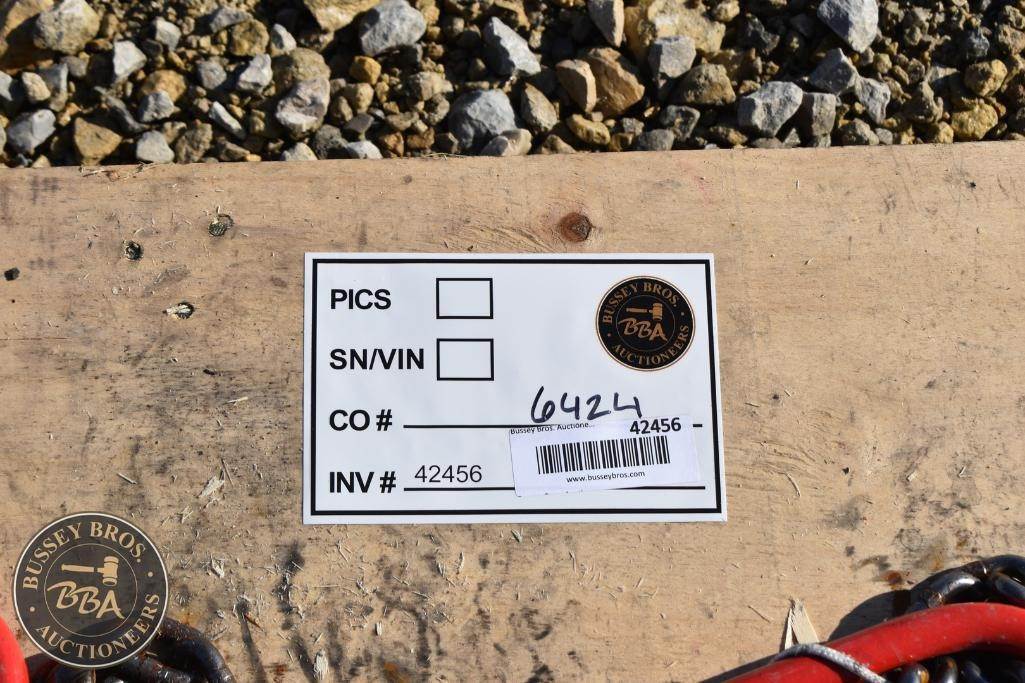 PICS
SN/VIN
CO # 6424
INV # 42456
BUSSEY BROS.
BBA
AUCTIONEERS
Bussey Bros. Auctione...
42456
www.busseybros.com
BUSSEY BROS.
BBA
AUCTIONEERS